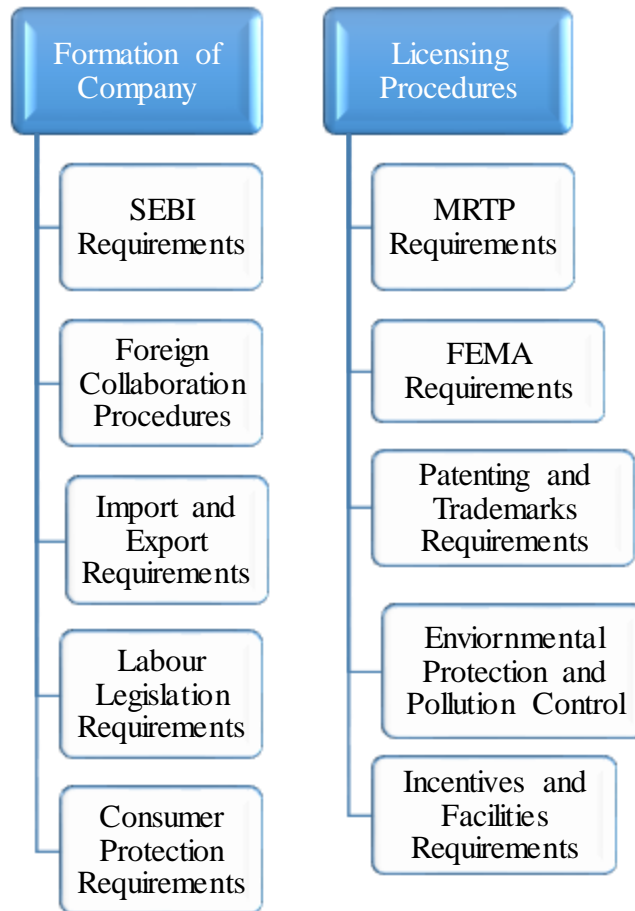 Formation of
Company
SEBI
Requirements
Foreign
Collaboration
Procedures
Import and
Export
Requirements
Labour
Legislation
Requirements
Consumer
Protection
Requirements
Licensing
Procedures
MRTP
Requirements
FEMA
Requirements
Patenting and
Trademarks
Requirements
Enviornmental
Protection and
Pollution Control
Incentives and
Facilities
Requirements